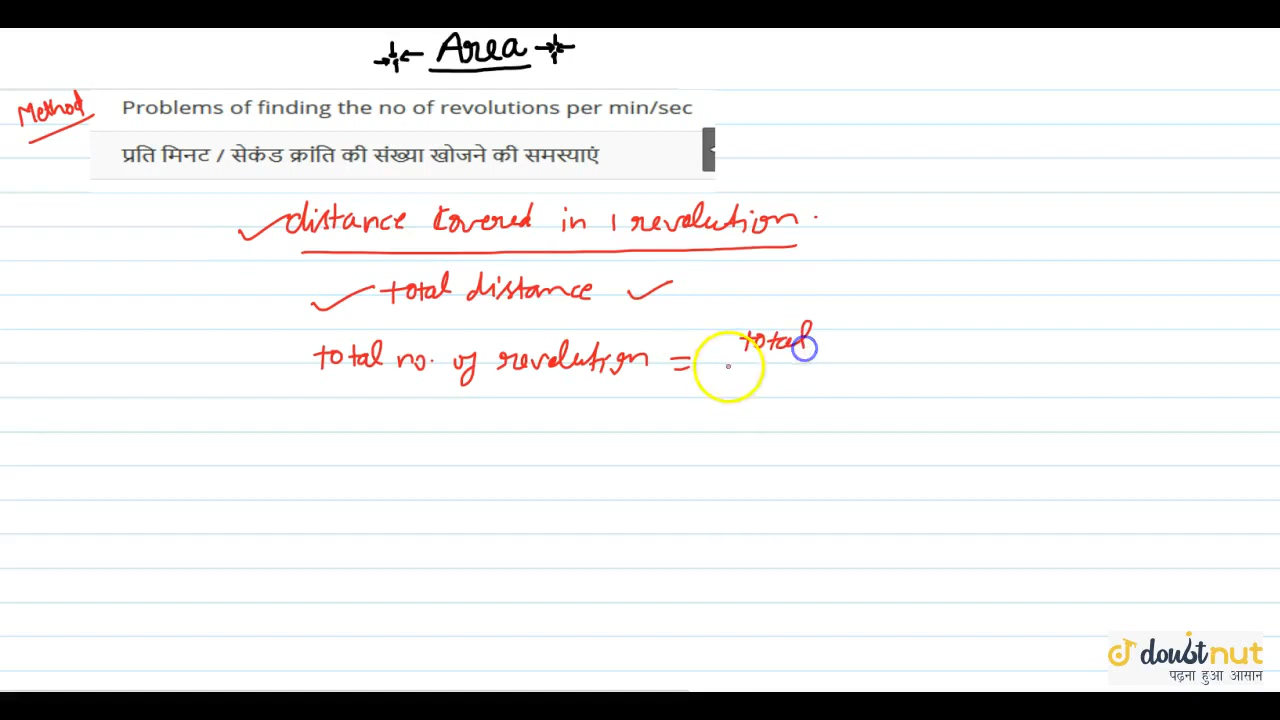 Area
Method
Problems of finding the no of revolutions per min/sec
प्रति मिनट / सेकंड क्रांति की संख्या खोजने की समस्याएं
distance covered in 1 revolution.
total distance
total no. of revolution = total
doubtnut
पढ़ना हुआ आसान